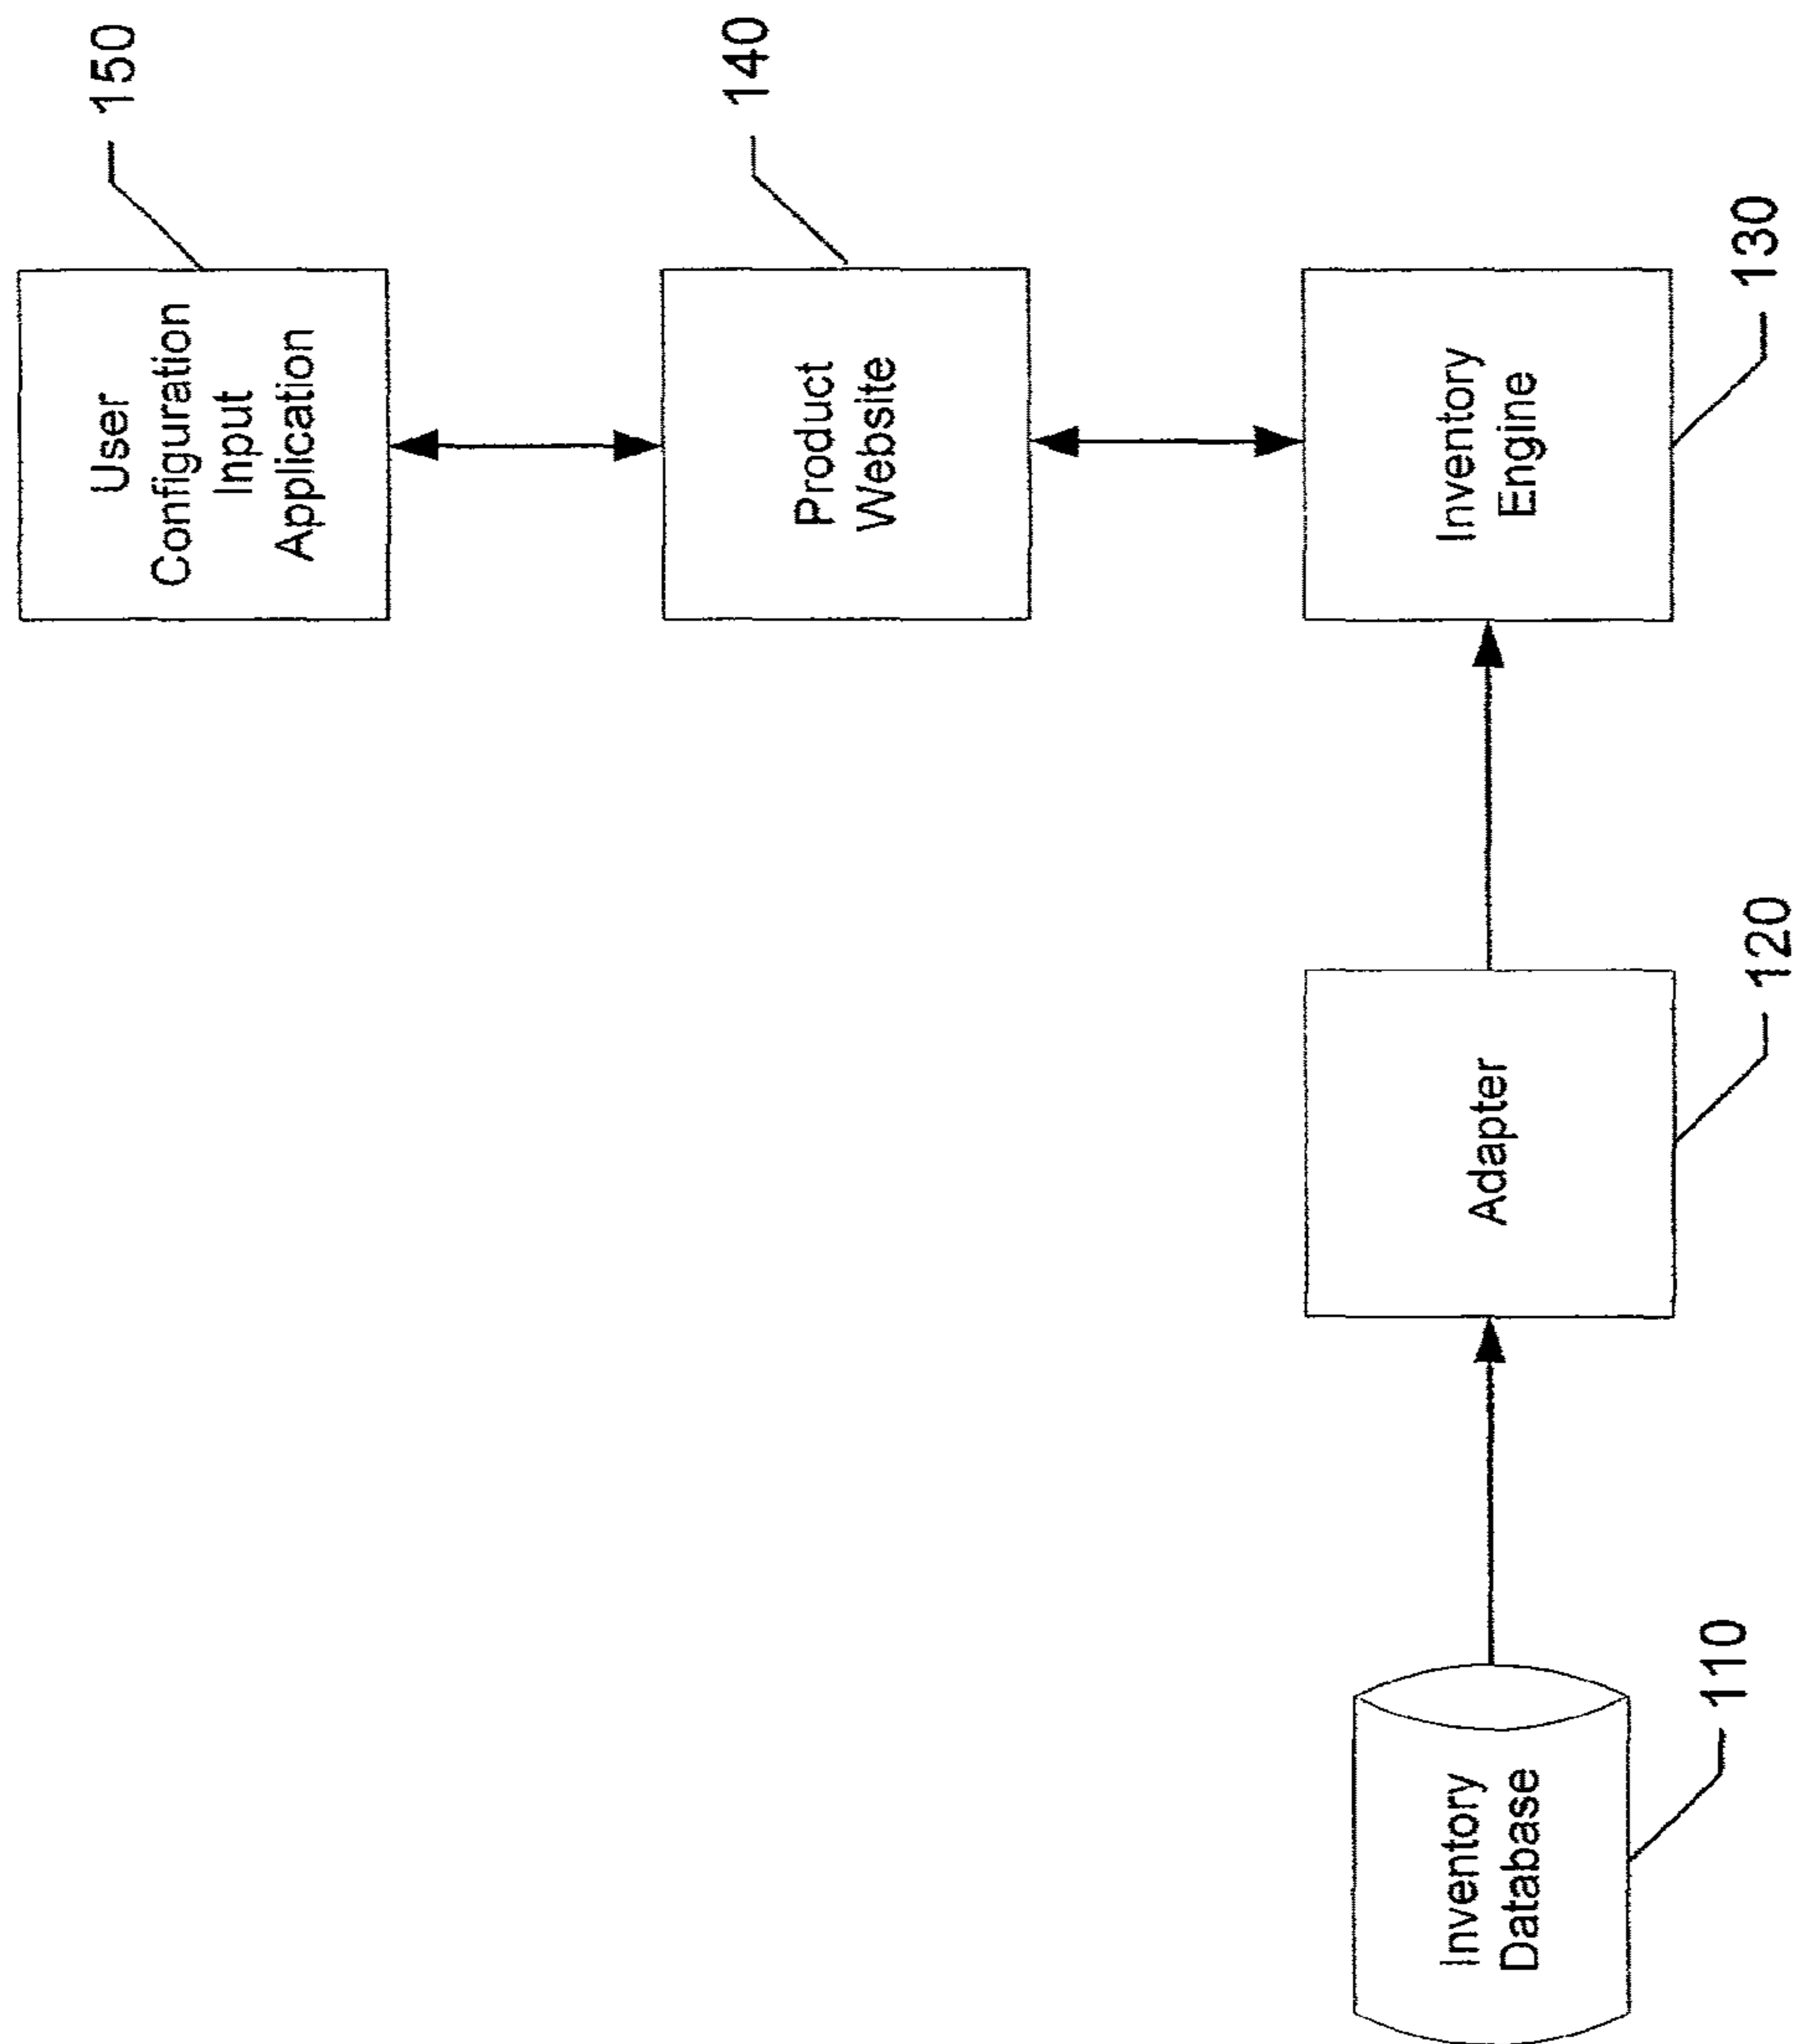 Inventory
Database
110
Adapter
120
Inventory
Engine
130
Product
Website
140
User
Configuration
Input
Application
150